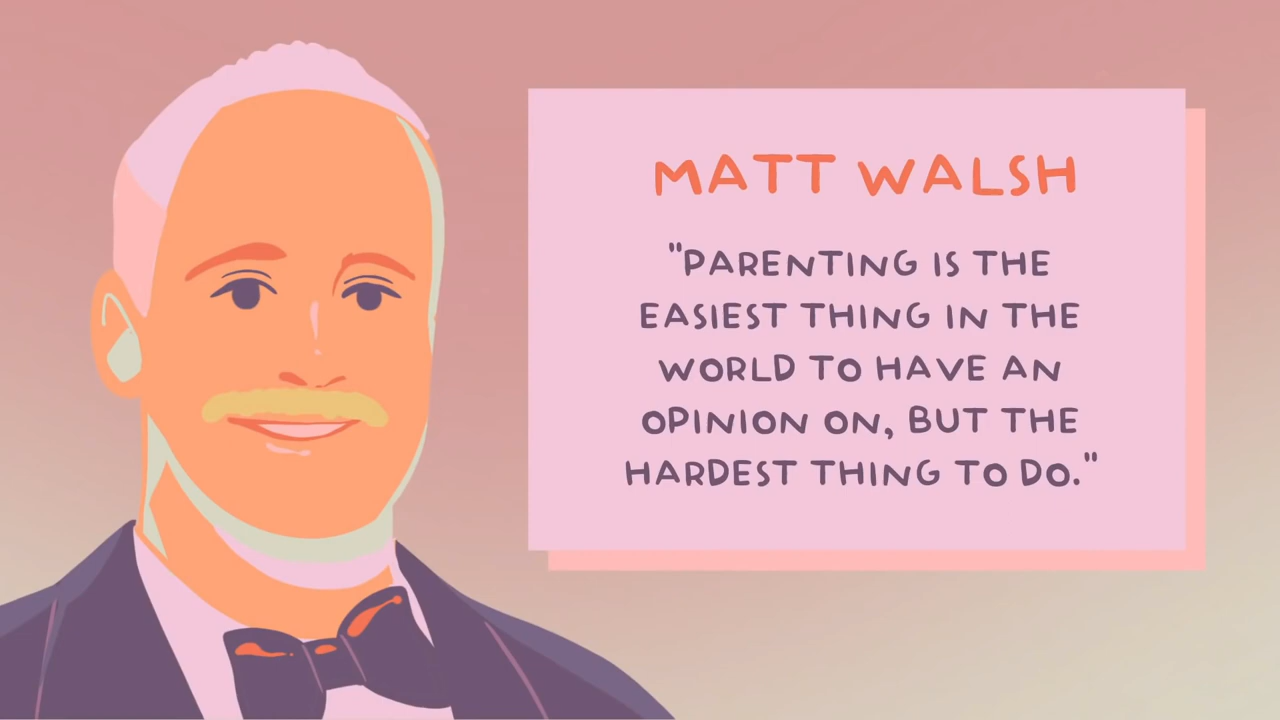 MATT WALSH
"PARENTING IS THE
EASIEST THING IN THE
WORLD TO HAVE AN
OPINION ON, BUT THE
HARDEST THING TO DO."